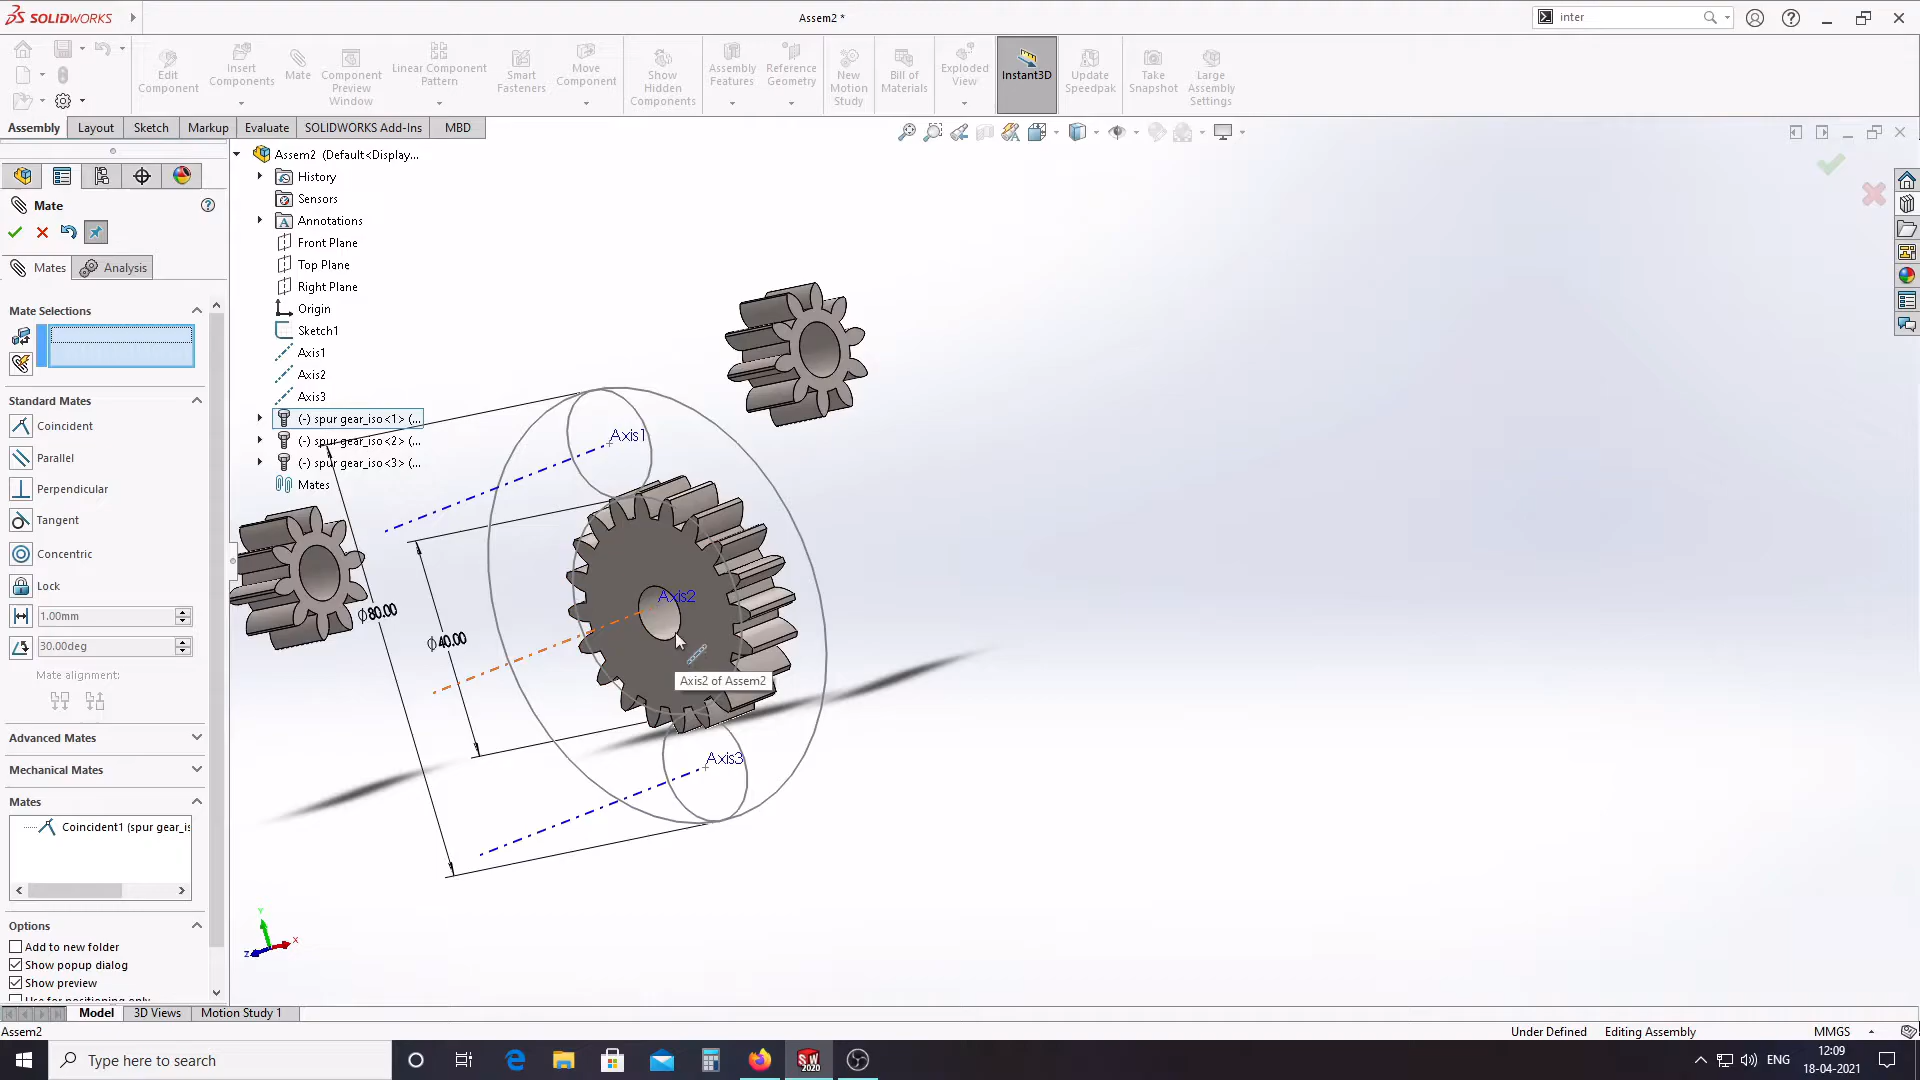 SOLIDWORKS
Assem2 *
inter
Edit Component
Insert Components
Mate
Component Preview Window
Linear Component Pattern
Smart Fasteners
Move Component
Show Hidden Components
Assembly Features
Reference Geometry
New Motion Study
Bill of Materials
Exploded View
Instant3D
Update Speedpak
Take Snapshot
Large Assembly Settings
Assembly
Layout
Sketch
Markup
Evaluate
SOLIDWORKS Add-Ins
MBD
Mate
Mates
Analysis
Mate Selections
Standard Mates
Coincident
Parallel
Perpendicular
Tangent
Concentric
Lock
1.00mm
30.00deg
Mate alignment:
Advanced Mates
Mechanical Mates
Mates
Coincident1 (spur gear_is
Options
Add to new folder
Show popup dialog
Show preview
Use for positioning only
Assem2 (Default<Display...
History
Sensors
A
Annotations
Front Plane
Top Plane
Right Plane
Origin
Sketch1
Axis1
Axis2
Axis3
(-) spur gear_iso<1> (...
(-) spur gear_iso<2> (...
(-) spur gear_iso<3> (...
Mates
Axis1
Axis2
Axis3
Φ80.00
Φ40.00
Axis2 of Assem2
Y
X
Z
Model
3D Views
Motion Study 1
Assem2
Under Defined
Editing Assembly
MMGS
Type here to search
SW
2020
ENG
12:09
18-04-2021